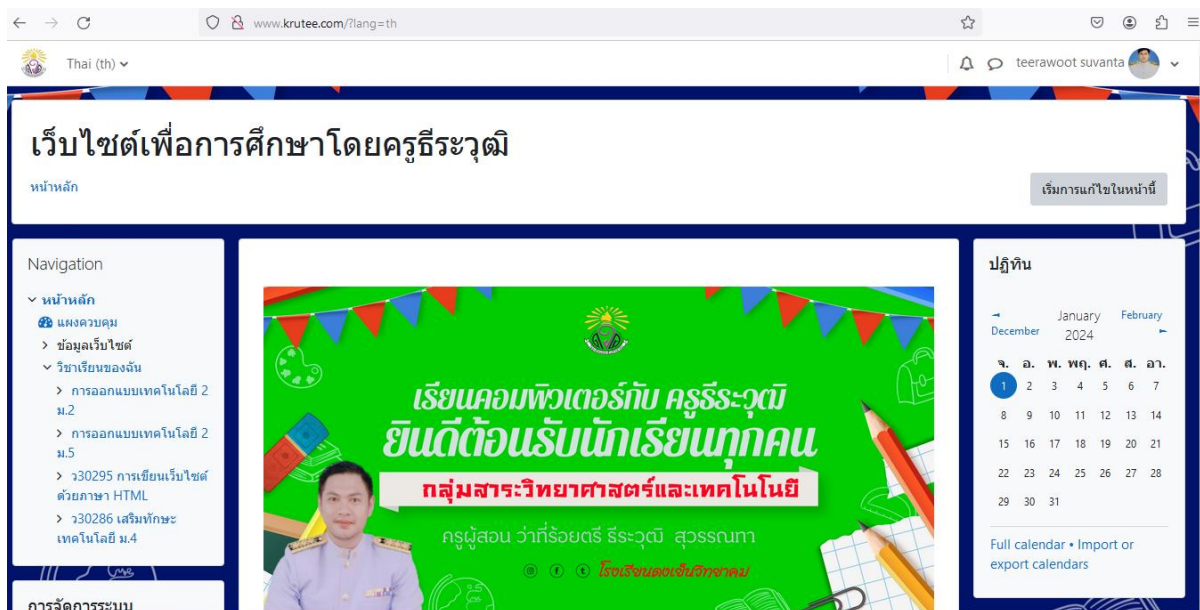 www.krutee.com/?lang=th
Thai (th)
teerawoot suvanta
เว็บไซต์เพื่อการศึกษาโดยครูธีระวุฒิ
หน้าหลัก
เริ่มการแก้ไขในหน้านี้
Navigation
หน้าหลัก
แผงควบคุม
ข้อมูลเว็บไซต์
วิชาเรียนของฉัน
การออกแบบเทคโนโลยี 2
ม.2
การออกแบบเทคโนโลยี 2
ม.5
ว30295 การเขียนเว็บไซต์
ด้วยภาษา HTML
ว30286 เสริมทักษะ
เทคโนโลยี ม.4
การจัดการระบบ
เรียนคอมพิวเตอร์กับ ครูธีระวุฒิ
ยินดีต้อนรับนักเรียนทุกคน
กลุ่มสาระวิทยาศาสตร์และเทคโนโนยี
ครูผู้สอน ว่าที่ร้อยตรี ธีระวุฒิ สุวรรณทา
โรงเรียนดงเย็นวิทยาคม
ปฏิทิน
December
January
2024
February
จ. อ. พ. พฤ. ศ. ส. อา.
1 2 3 4 5 6 7
8 9 10 11 12 13 14
15 16 17 18 19 20 21
22 23 24 25 26 27 28
29 30 31
Full calendar • Import or
export calendars